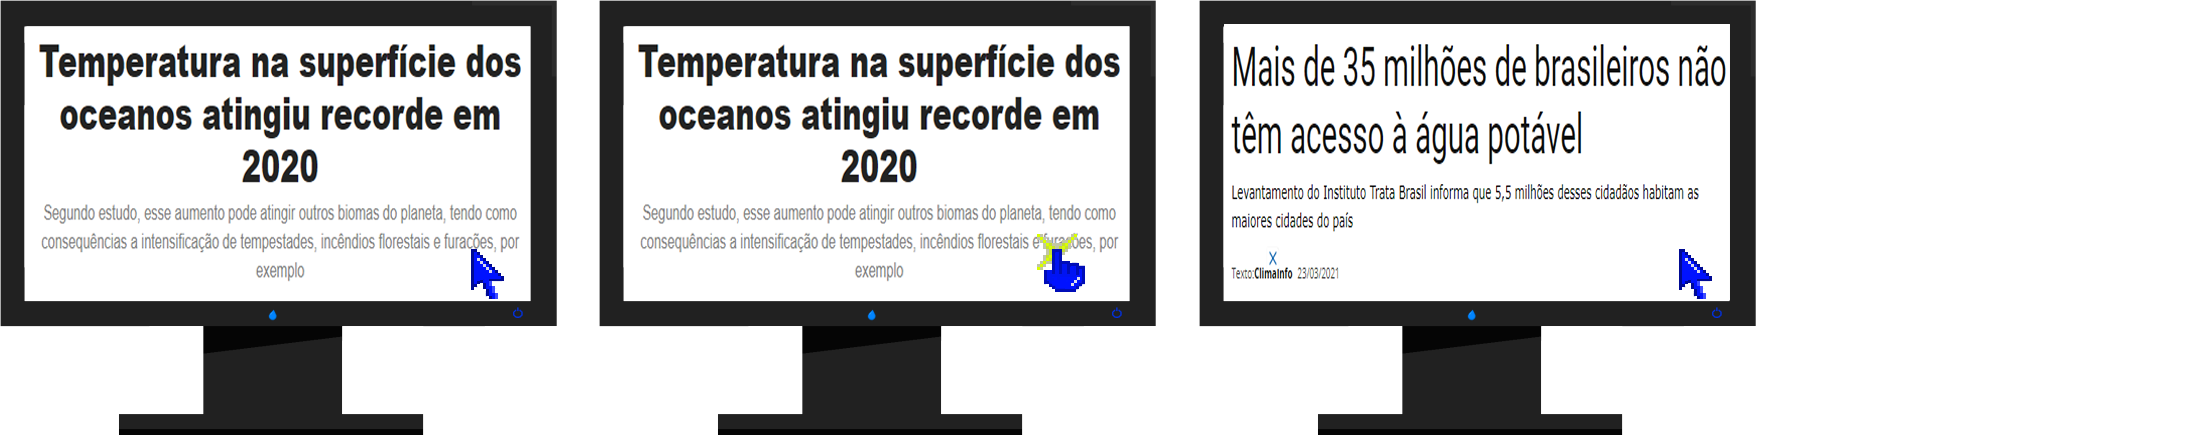 Temperatura na superfície dos
oceanos atingiu recorde em
2020
Segundo estudo, esse aumento pode atingir outros biomas do planeta, tendo como
consequências a intensificação de tempestades, incêndios florestais e furacões, por
exemplo
Temperatura na superfície dos
oceanos atingiu recorde em
2020
Segundo estudo, esse aumento pode atingir outros biomas do planeta, tendo como
consequências a intensificação de tempestades, incêndios florestais e furacões, por
exemplo
Mais de 35 milhões de brasileiros não
têm acesso à água potável
Levantamento do Instituto Trata Brasil informa que 5,5 milhões desses cidadãos habitam as
maiores cidades do país
Texto:ClimaInfo 23/03/2021